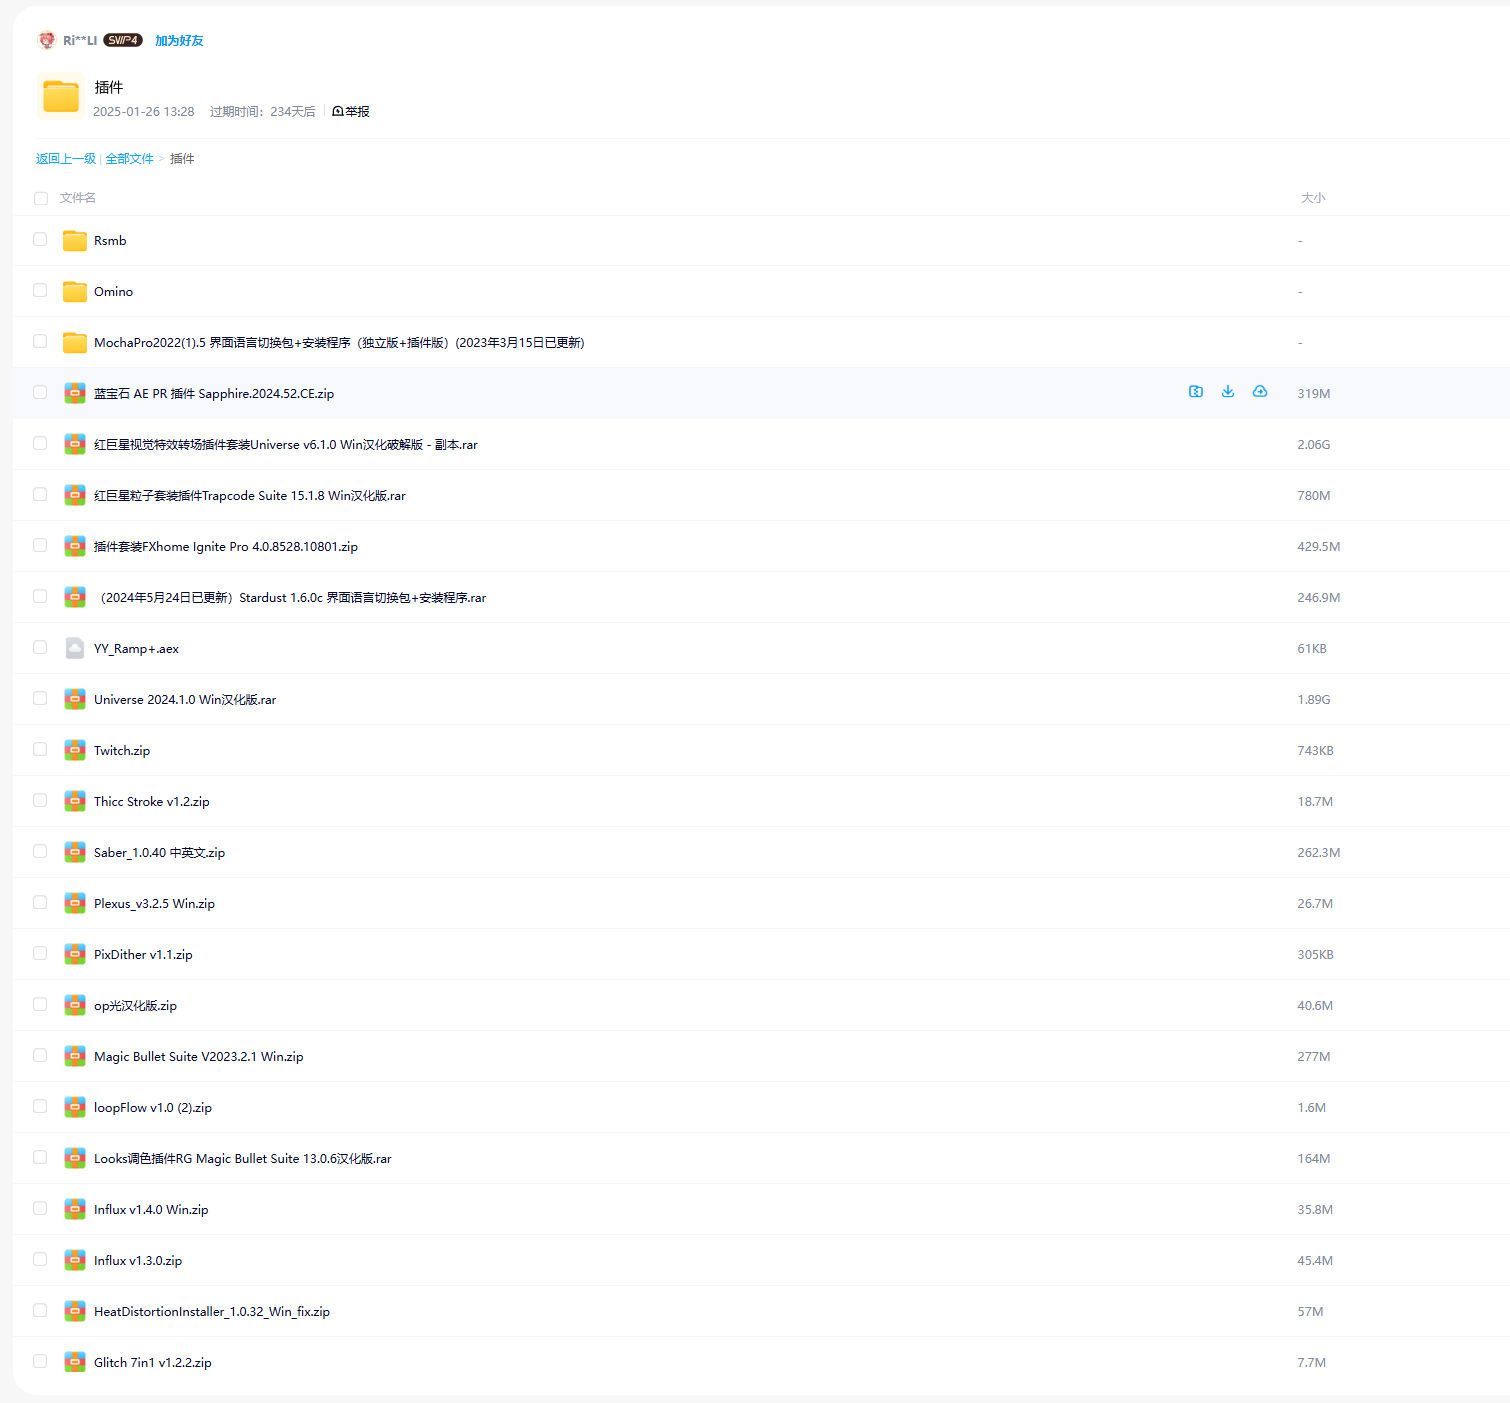 Ri**LI SVIP4 加为好友
插件
2025-01-26 13:28 过期时间：234天后 举报
返回上一级 | 全部文件 > 插件
文件名 大小
Rsmb -
Omino -
MochaPro2022(1).5 界面语言切换包+安装程序（独立版+插件版）(2023年3月15日已更新) -
蓝宝石 AE PR 插件 Sapphire.2024.52.CE.zip 319M
红巨星视觉特效转场插件套装Universe v6.1.0 Win汉化破解版 - 副本.rar 2.06G
红巨星粒子套装插件Trapcode Suite 15.1.8 Win汉化版.rar 780M
插件套装FXhome Ignite Pro 4.0.8528.10801.zip 429.5M
（2024年5月24日已更新）Stardust 1.6.0c 界面语言切换包+安装程序.rar 246.9M
YY_Ramp+.aex 61KB
Universe 2024.1.0 Win汉化版.rar 1.89G
Twitch.zip 743KB
Thicc Stroke v1.2.zip 18.7M
Saber_1.0.40 中英文.zip 262.3M
Plexus_v3.2.5 Win.zip 26.7M
PixDither v1.1.zip 305KB
op光汉化版.zip 40.6M
Magic Bullet Suite V2023.2.1 Win.zip 277M
loopFlow v1.0 (2).zip 1.6M
Looks调色插件RG Magic Bullet Suite 13.0.6汉化版.rar 164M
Influx v1.4.0 Win.zip 35.8M
Influx v1.3.0.zip 45.4M
HeatDistortionInstaller_1.0.32_Win_fix.zip 57M
Glitch 7in1 v1.2.2.zip 7.7M